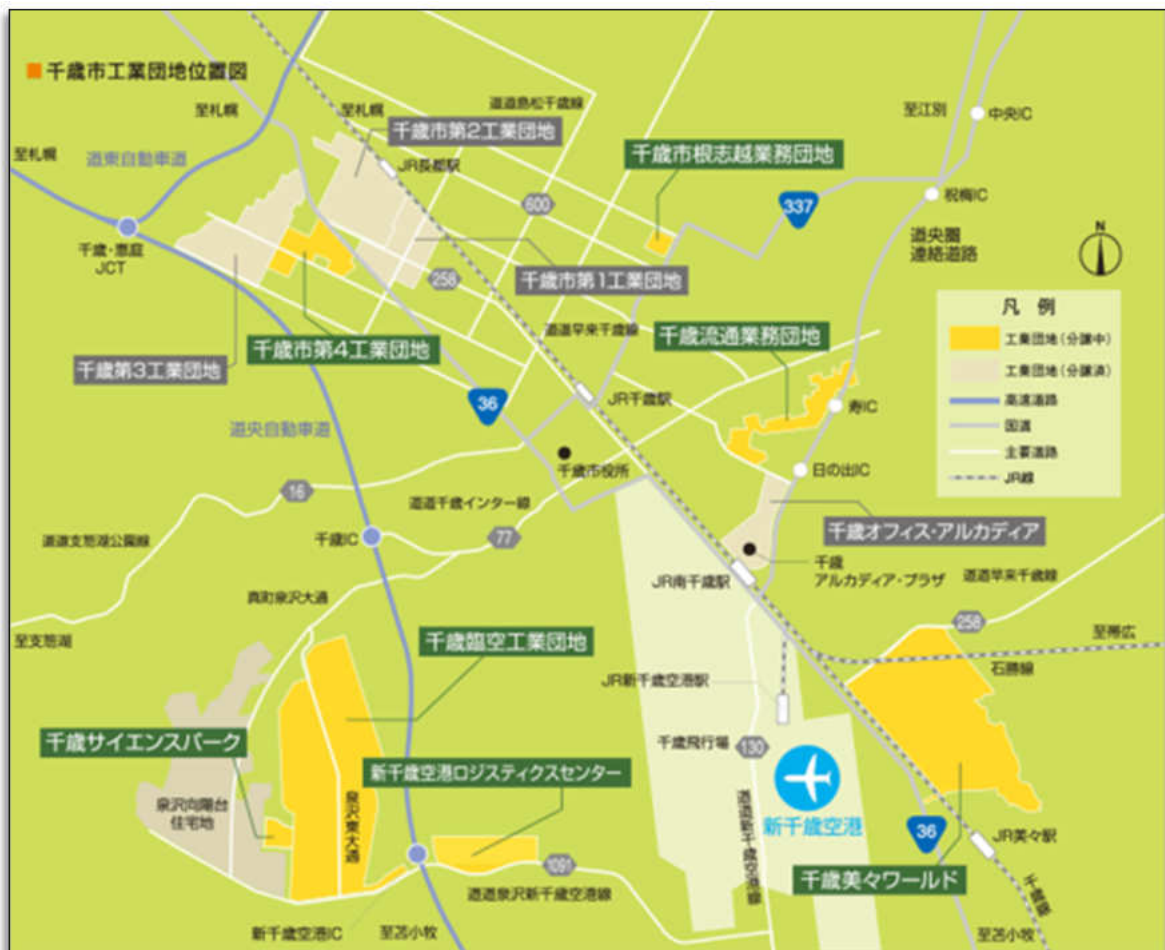 ■千歳市工業団地位置図
至札幌
至札幌
道道島松千歳線
至江別
中央IC
千歳市第2工業団地
至札幌
道東自動車道
JR長都駅
千歳市根志越業務団地
祝梅IC
600
337
道央圏
連絡道路
N
千歳・恵庭
JCT
258
千歳市第1工業団地
凡 例
工業団地(分譲中)
工業団地(分譲済)
高速道路
国道
主要道路
JR線
道道早来千歳線
千歳流通業務団地
千歳市第4工業団地
千歳第3工業団地
36
JR千歳駅
寿IC
道央自動車道
千歳市役所
日の出IC
16
道道千歳インター線
千歳オフィス・アルカディア
道道支笏湖公園線
千歳IC
77
千歳
アルカディア・プラザ
JR南千歳駅
道道早来千歳線
真町泉沢大通
258
至帯広
至支笏湖
千歳臨空工業団地
石勝線
JR新千歳空港駅
千歳サイエンスパーク
千歳飛行場
130
新千歳空港ロジスティクスセンター
泉沢向陽台
住宅地
泉沢東大通
道道新千歳空港線
新千歳空港
36
JR美々駅
1091
千歳美々ワールド
道道泉沢新千歳空港線
千歳線
新千歳空港IC
至苫小牧
至苫小牧